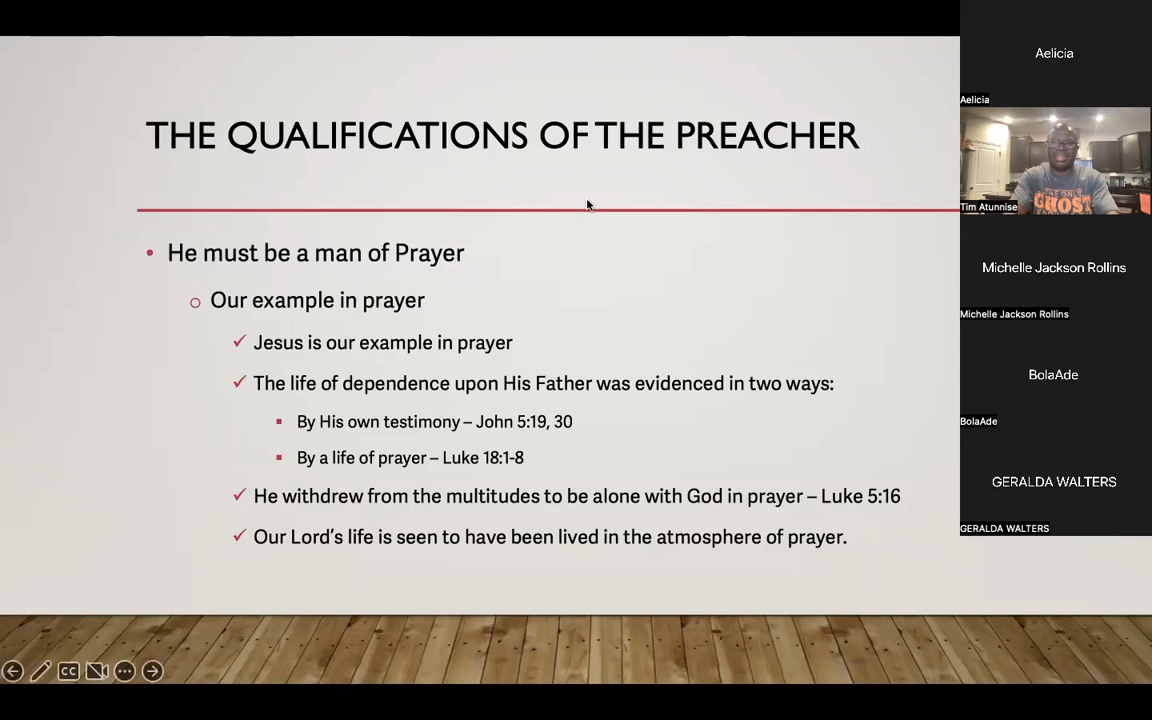 THE QUALIFICATIONS OF THE PREACHER
He must be a man of Prayer
Our example in prayer
Jesus is our example in prayer
The life of dependence upon His Father was evidenced in two ways:
By His own testimony – John 5:19, 30
By a life of prayer – Luke 18:1-8
He withdrew from the multitudes to be alone with God in prayer – Luke 5:16
Our Lord's life is seen to have been lived in the atmosphere of prayer.
CC
Aelicia
Aelicia
THE ONLY
GHOST
Tim Atunnise
Michelle Jackson Rollins
Michelle Jackson Rollins
BolaAde
BolaAde
GERALDA WALTERS
GERALDA WALTERS